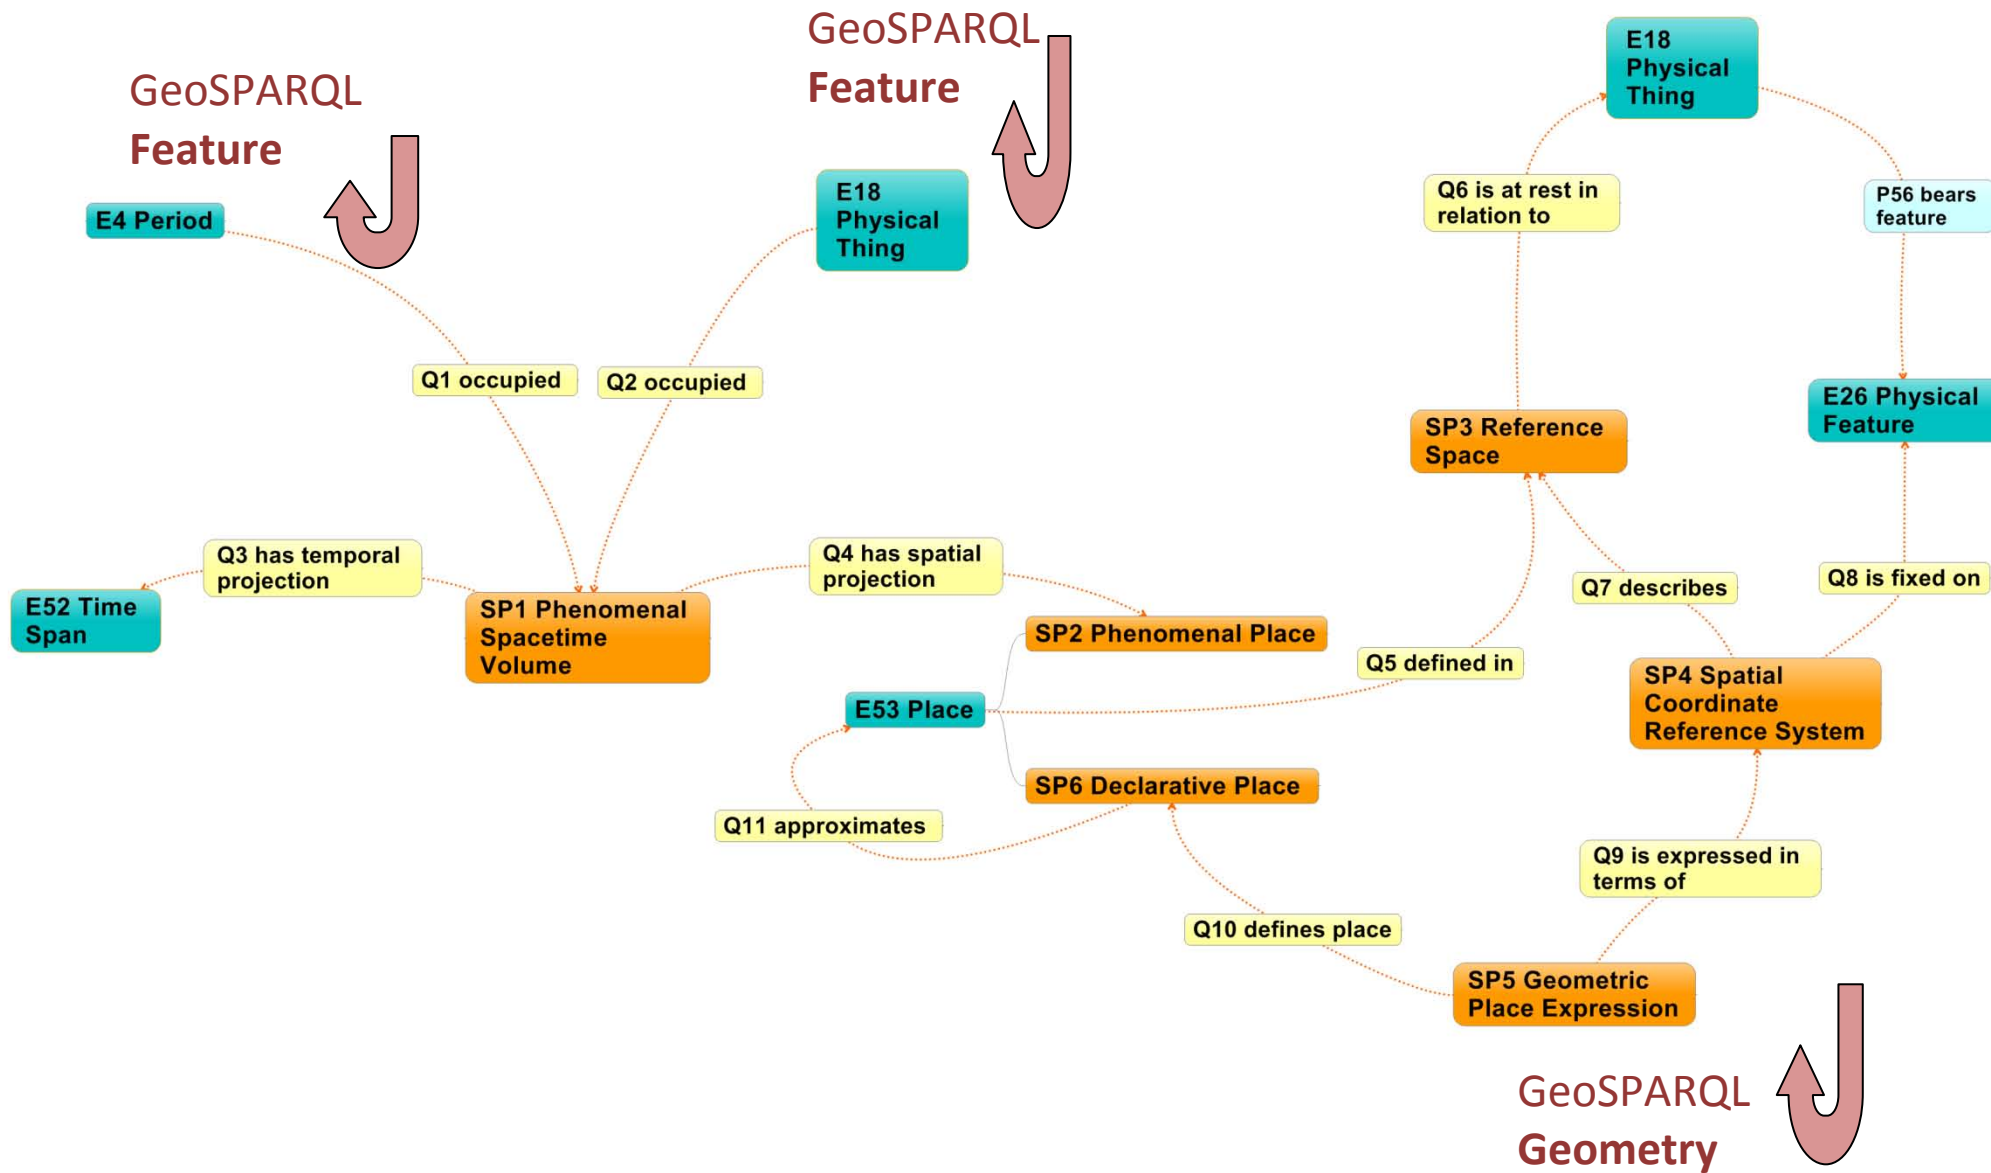 GeoSPARQL
Feature
GeoSPARQL
Feature
E18
Physical
Thing
E4 Period
E18
Physical
Thing
Q6 is at rest in
relation to
P56 bears
feature
Q1 occupied
Q2 occupied
E26 Physical
Feature
SP3 Reference
Space
Q3 has temporal
projection
Q4 has spatial
projection
Q7 describes
Q8 is fixed on
E52 Time
Span
SP1 Phenomenal
Spacetime
Volume
SP2 Phenomenal Place
Q5 defined in
E53 Place
SP4 Spatial
Coordinate
Reference System
SP6 Declarative Place
Q11 approximates
Q9 is expressed in
terms of
Q10 defines place
SP5 Geometric
Place Expression
GeoSPARQL
Geometry